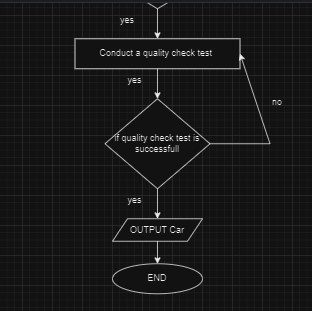 yes
Conduct a quality check test
yes
no
if quality check test is
successfull
yes
OUTPUT Car
END